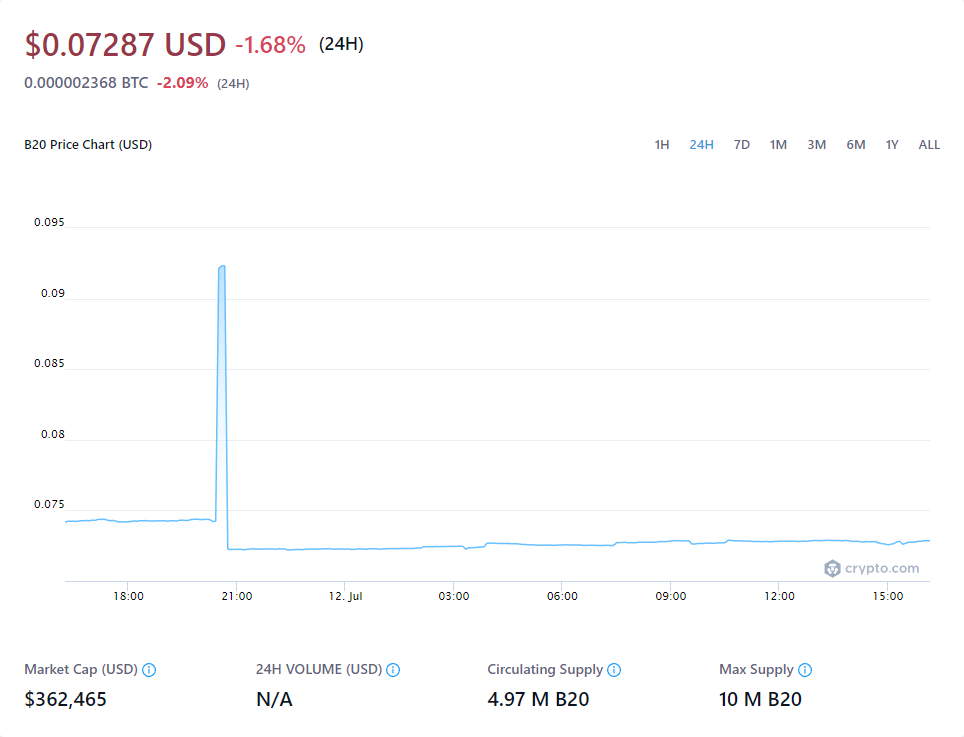 $0.07287 USD -1.68% (24H)
0.000002368 BTC -2.09% (24H)
B20 Price Chart (USD) 1H 24H 7D 1M 3M 6M 1Y ALL
0.095
0.09
0.085
0.08
0.075
crypto.com
18:00 21:00 12. Jul 03:00 06:00 09:00 12:00 15:00
Market Cap (USD) 24H VOLUME (USD) Circulating Supply Max Supply
$362,465 N/A 4.97 M B20 10 M B20